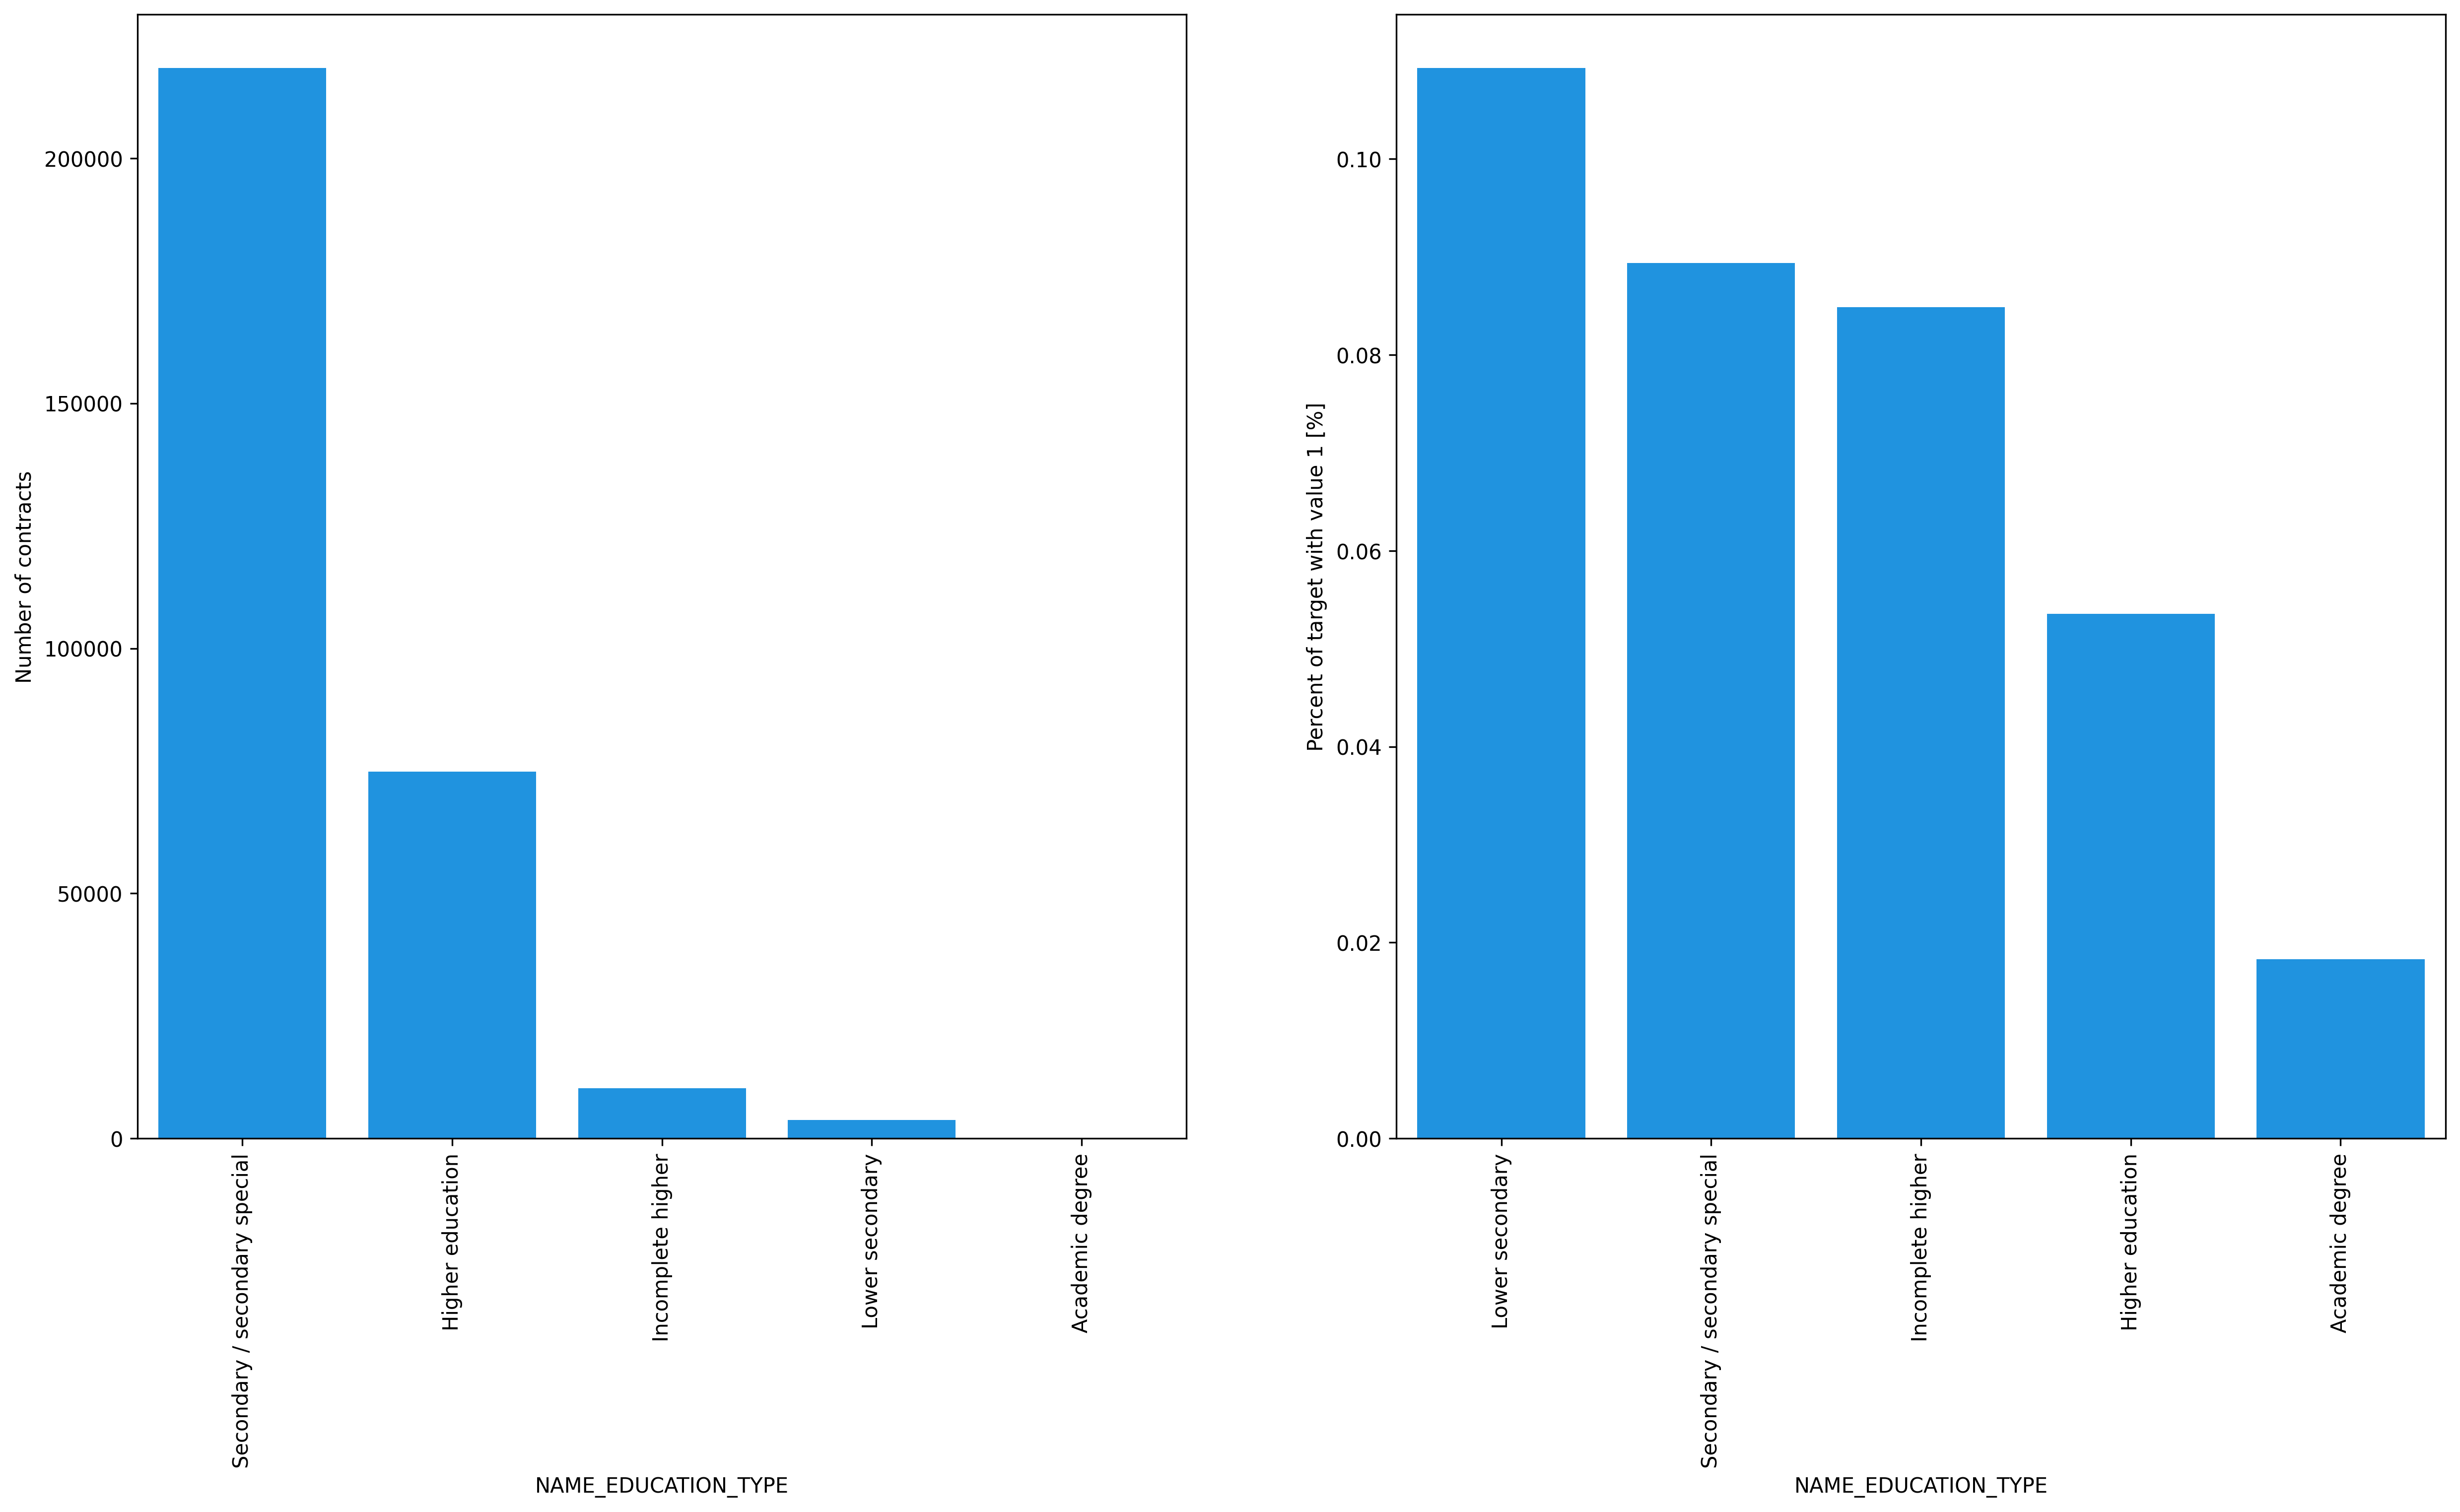 Number of contracts
200000
150000
100000
50000
0
Secondary / secondary special
Higher education
Incomplete higher
Lower secondary
Academic degree
NAME_EDUCATION_TYPE
Percent of target with value 1 [%]
0.10
0.08
0.06
0.04
0.02
0.00
Lower secondary
Secondary / secondary special
Incomplete higher
Higher education
Academic degree
NAME_EDUCATION_TYPE